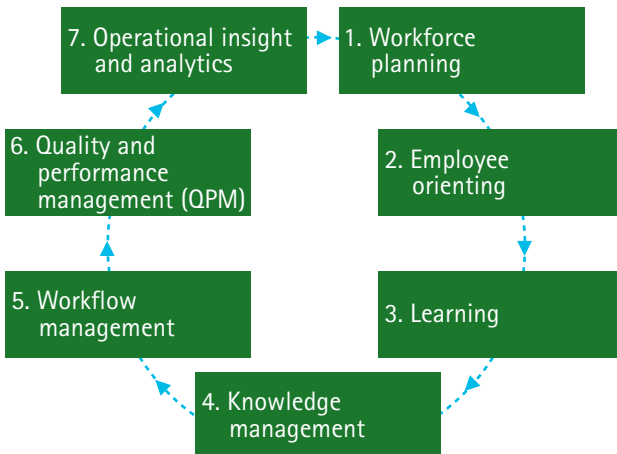 7. Operational insight
and analytics
1. Workforce
planning
6. Quality and
performance
management (QPM)
2. Employee
orienting
5. Workflow
management
3. Learning
4. Knowledge
management